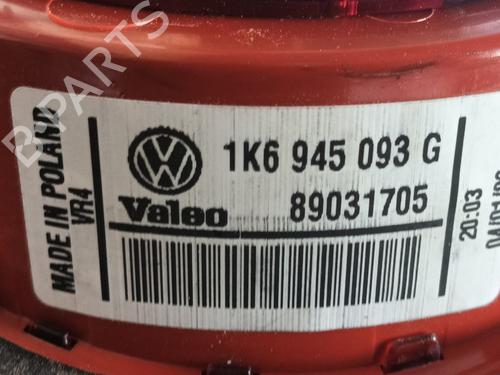 B-PARTS
MADE IN POLAND
VR4
1K6 945 093 G
Valeo
89031705
20:03